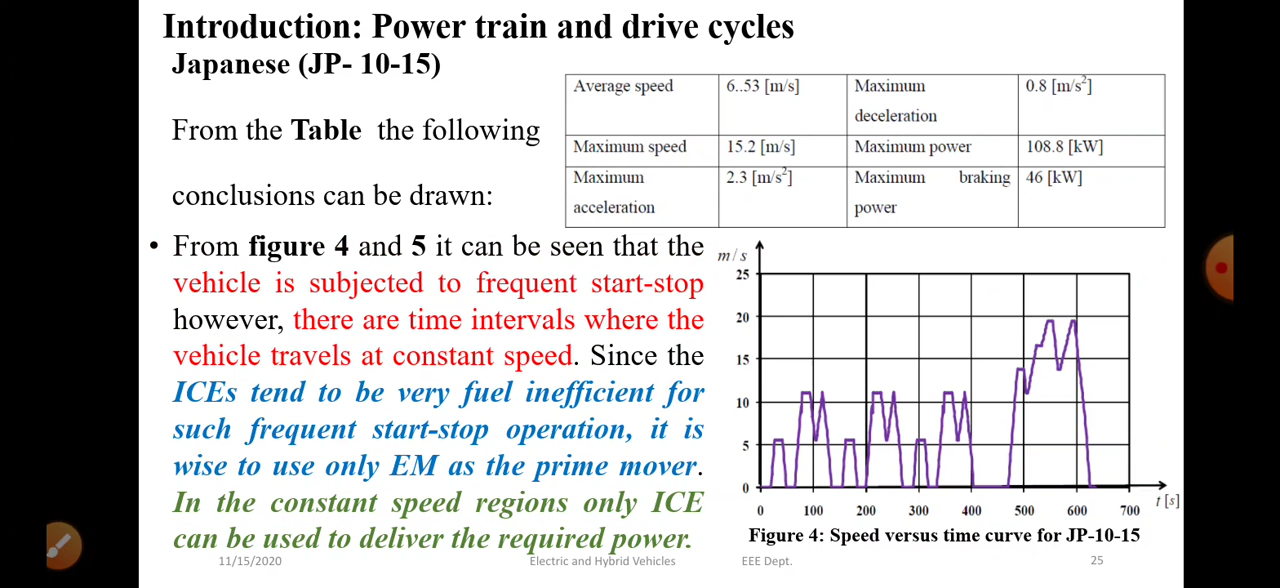 Introduction: Power train and drive cycles
Japanese (JP- 10-15)
From the Table the following
conclusions can be drawn:
Average speed 6..53 [m/s] Maximum deceleration 0.8 [m/s²]
Maximum speed 15.2 [m/s] Maximum power 108.8 [kW]
Maximum acceleration 2.3 [m/s²] Maximum braking power 46 [kW]
• From figure 4 and 5 it can be seen that the
vehicle is subjected to frequent start-stop
however, there are time intervals where the
vehicle travels at constant speed. Since the
ICEs tend to be very fuel inefficient for
such frequent start-stop operation, it is
wise to use only EM as the prime mover.
In the constant speed regions only ICE
can be used to deliver the required power.
m/s
25
20
15
10
5
0
0 100 200 300 400 500 600 700 t [s]
Figure 4: Speed versus time curve for JP-10-15
11/15/2020 Electric and Hybrid Vehicles EEE Dept. 25